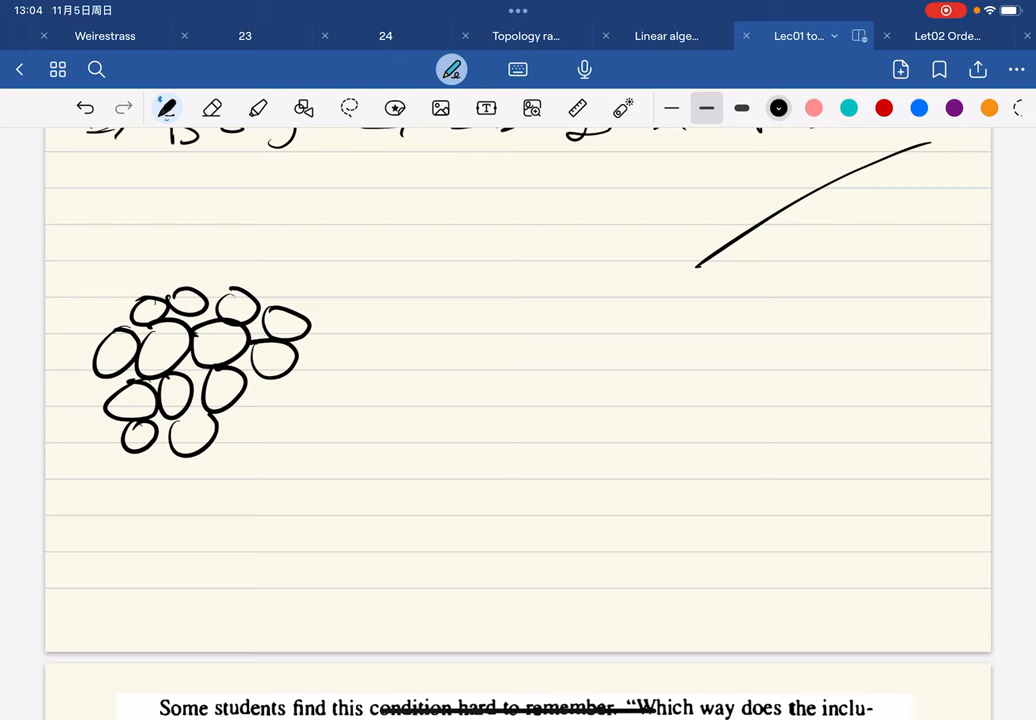 13:04 11月5日周日
Weirestrass
23
24
Topology ra...
Linear alge...
Lec01 to...
Let02 Orde...
Some students find this condition hard to remember. “Which way does the inclu-